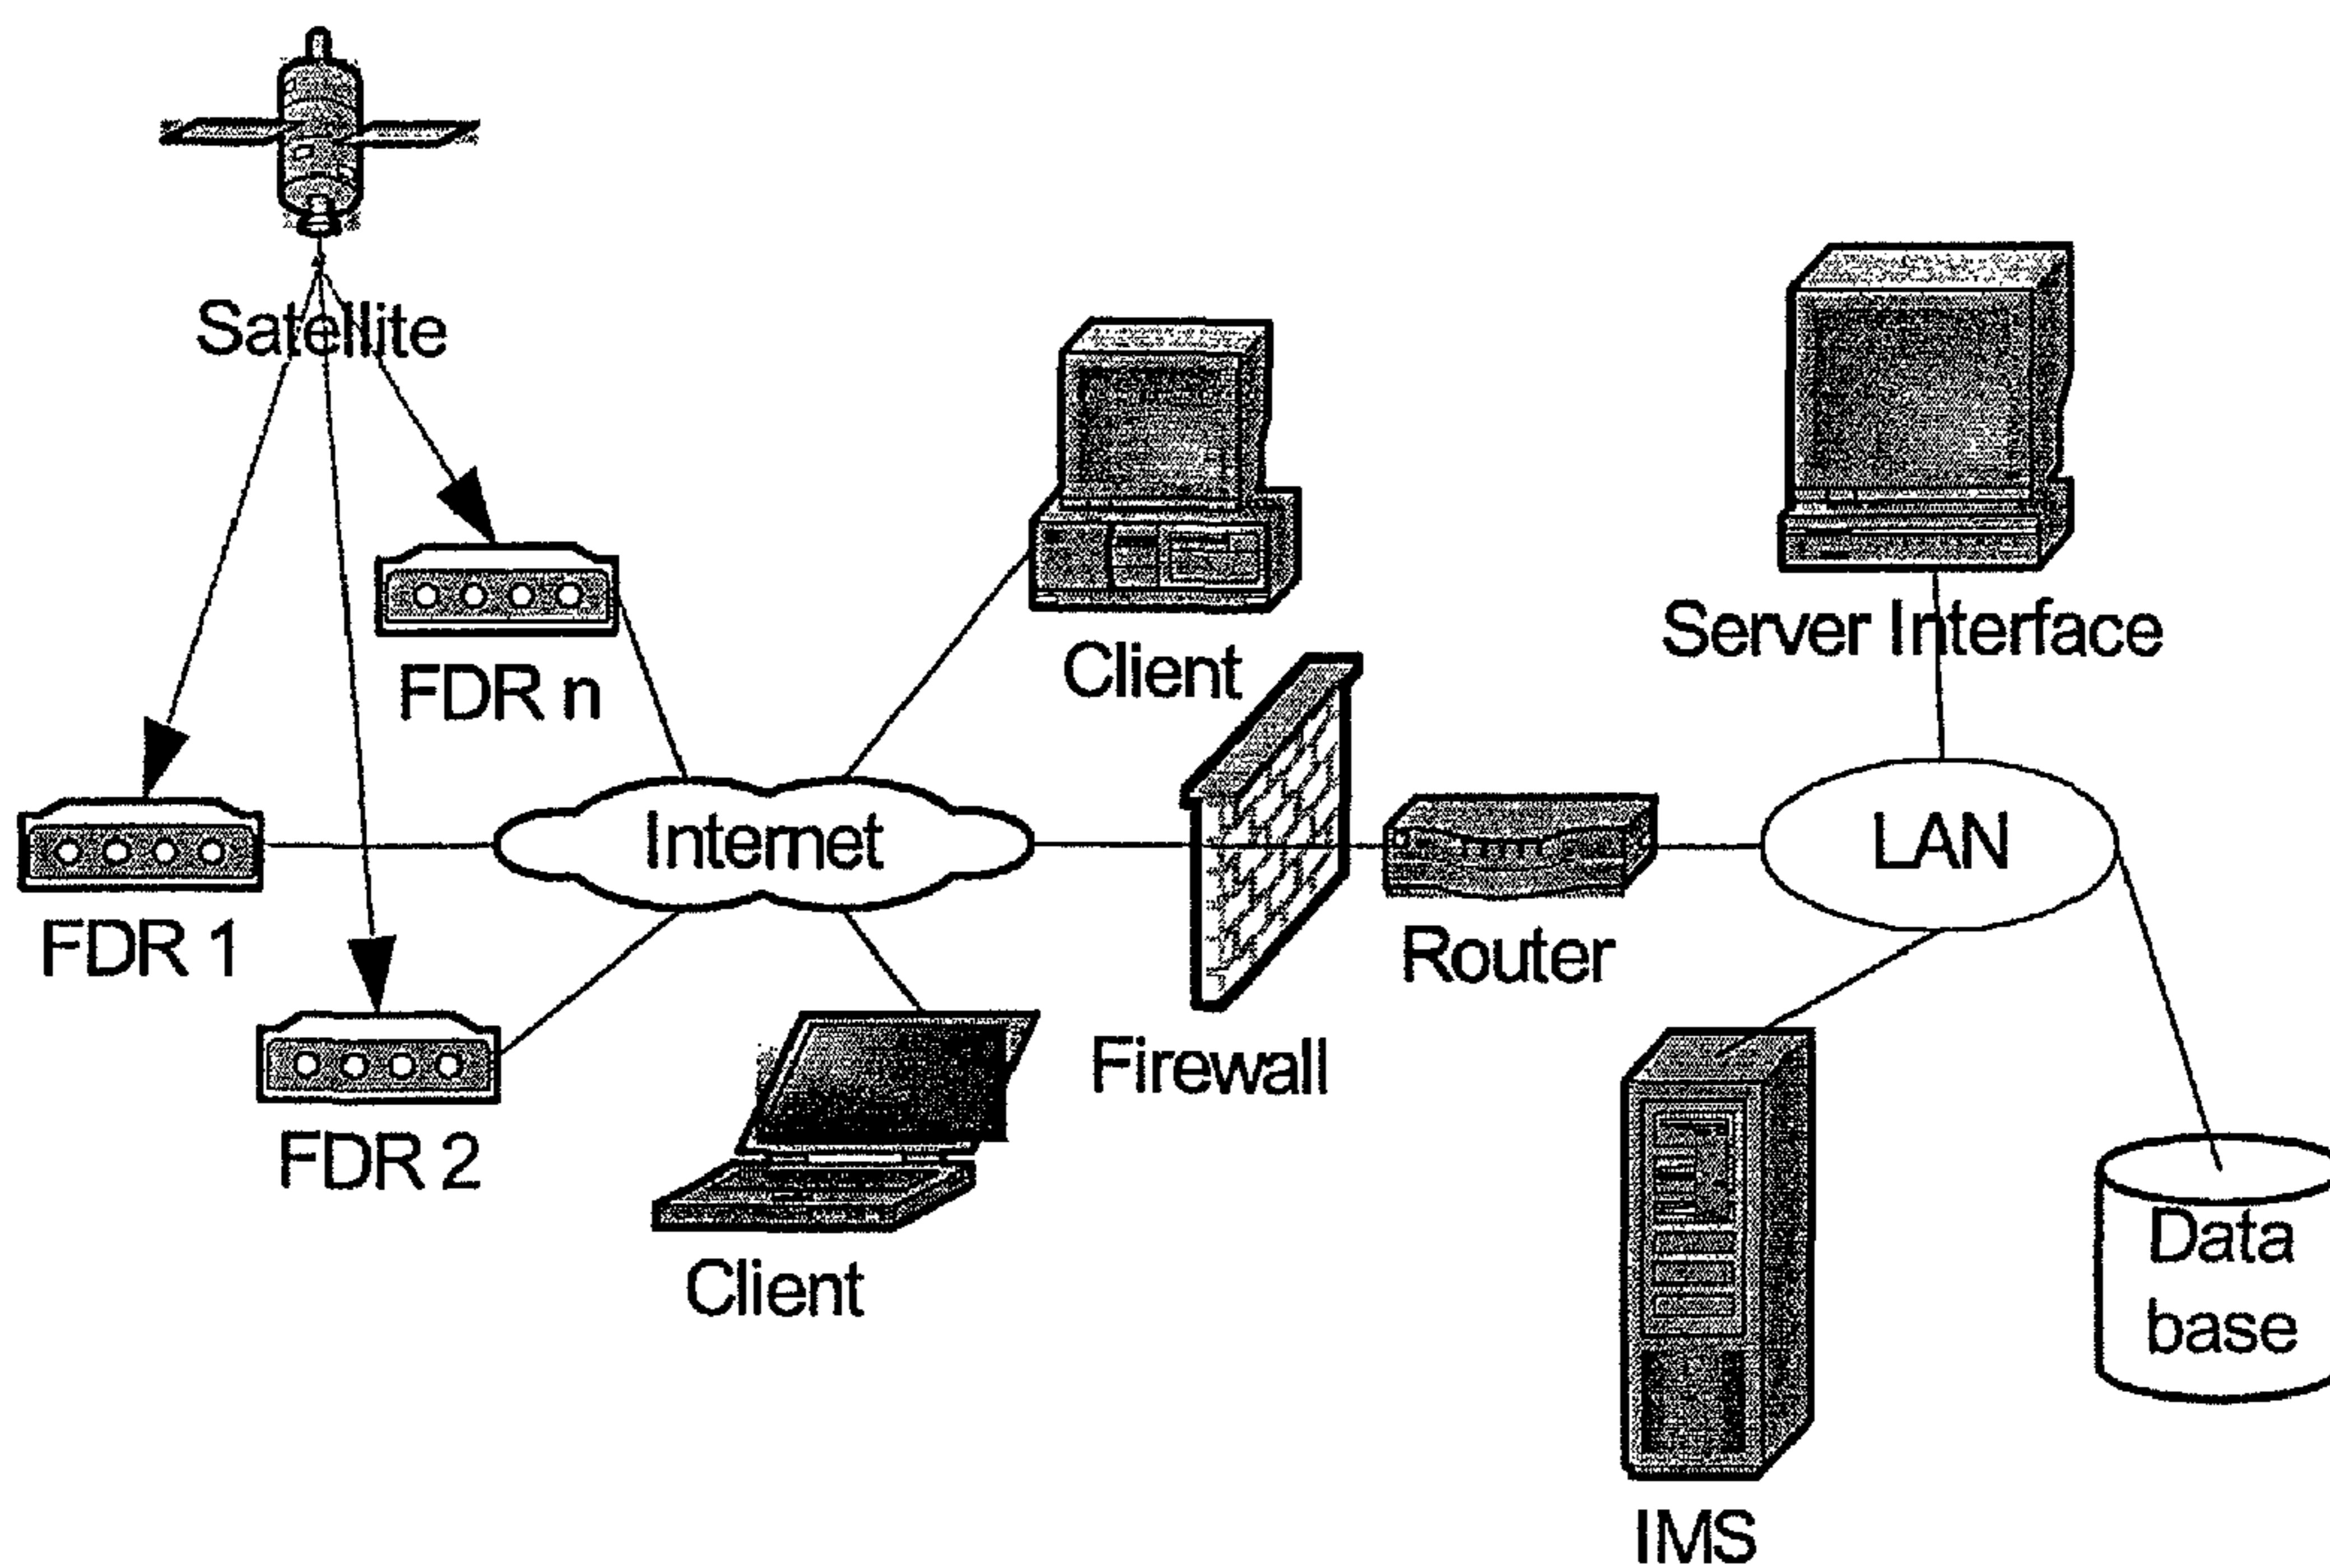 Satellite
Client
Server Interface
FDR n
Internet
LAN
FDR 1
Router
Firewall
FDR 2
Client
Data
base
IMS